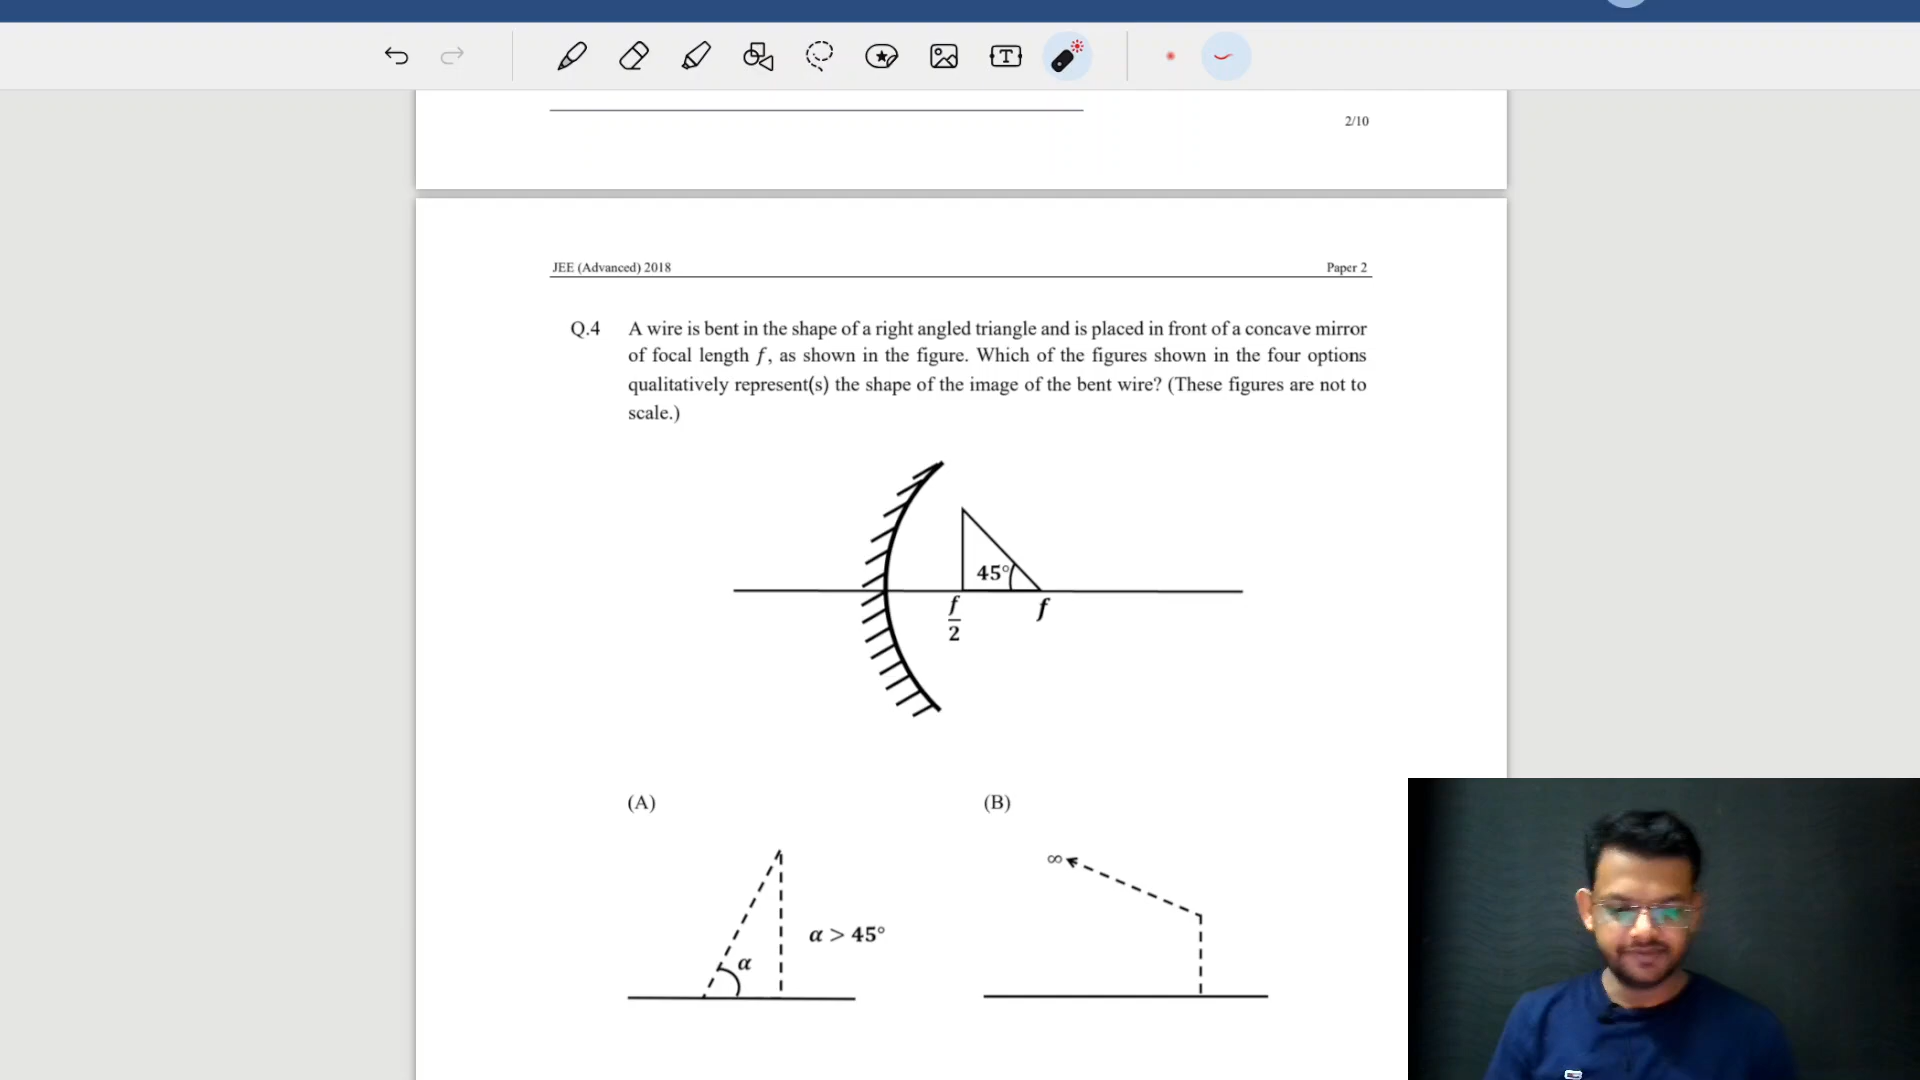 2/10
JEE (Advanced) 2018 Paper 2
Q.4 A wire is bent in the shape of a right angled triangle and is placed in front of a concave mirror
of focal length f, as shown in the figure. Which of the figures shown in the four options
qualitatively represent(s) the shape of the image of the bent wire? (These figures are not to
scale.)
45°
f/2
f
(A) (B)
∞
α > 45°
α